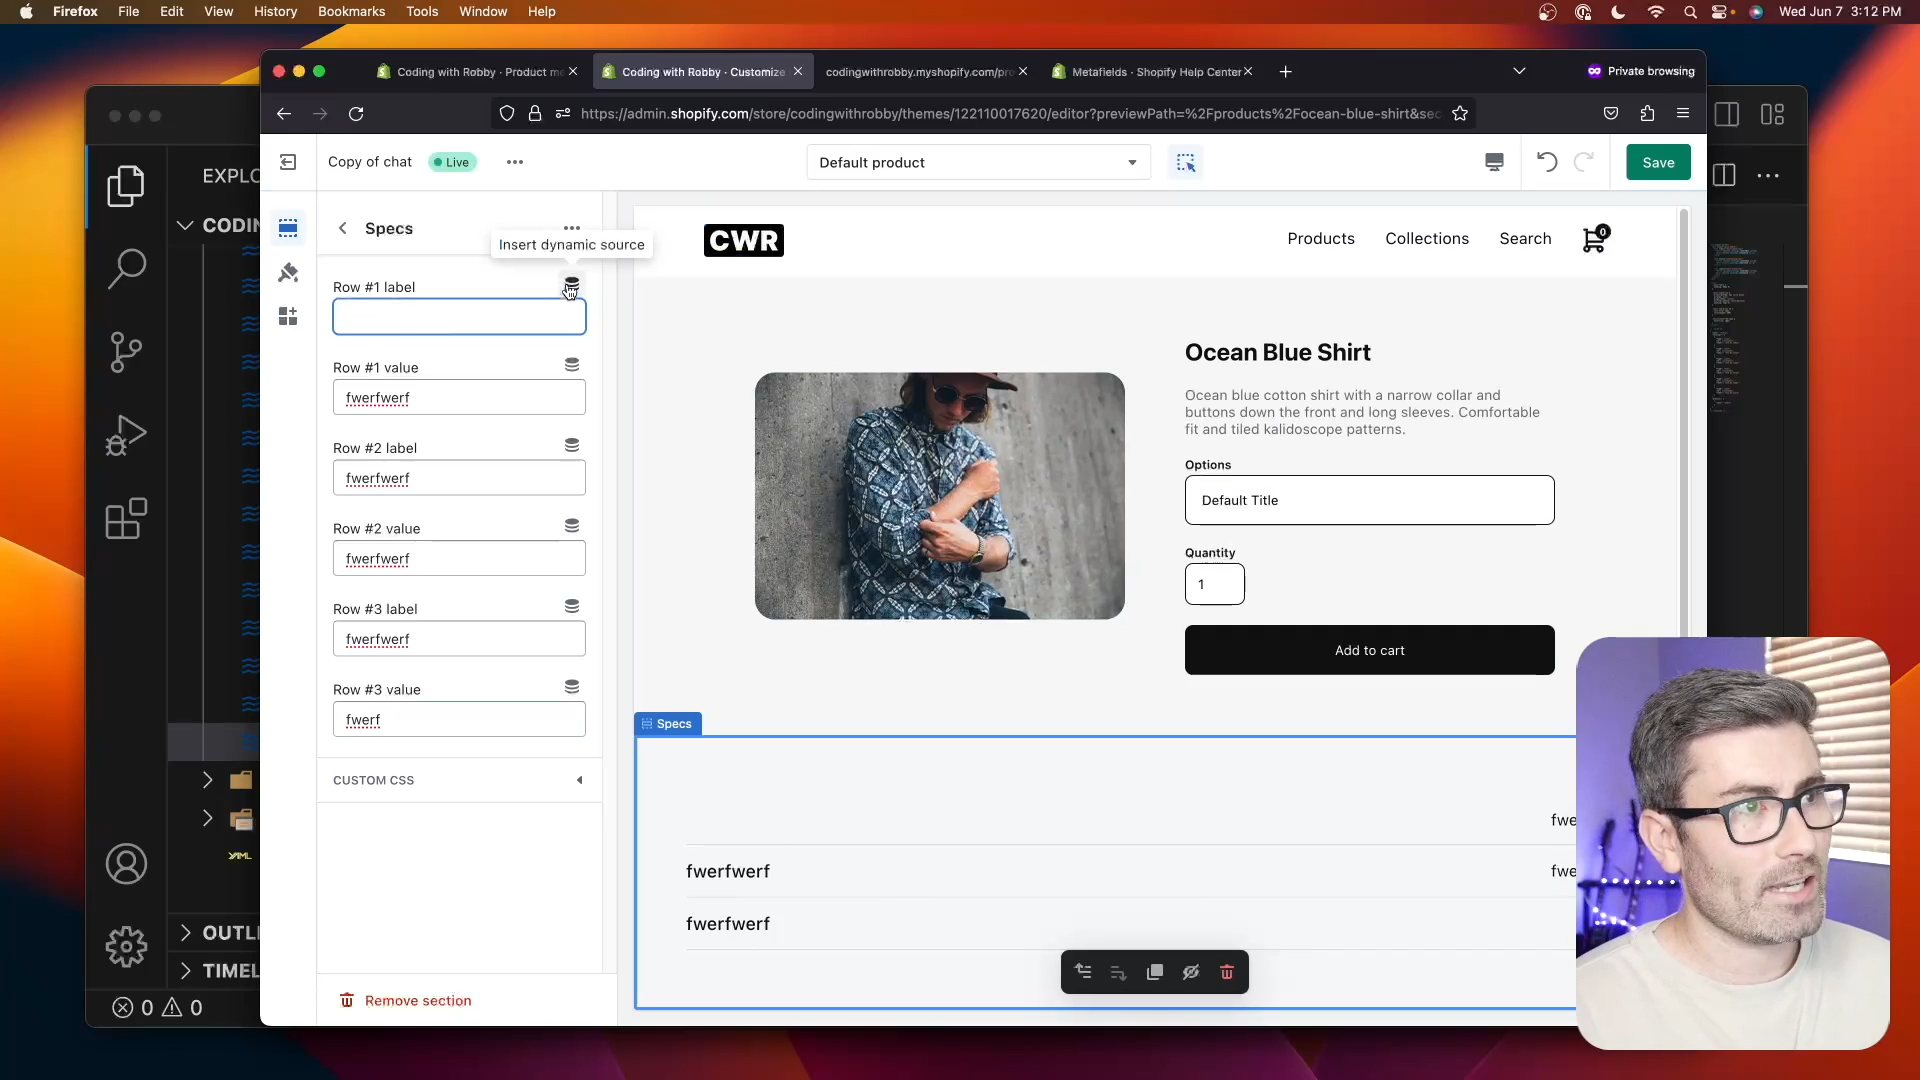 Firefox File Edit View History Bookmarks Tools Window Help Wed Jun 7 3:12 PM
Coding with Robby · Product m
Coding with Robby · Customize
codingwithrobby.myshopify.com/pro
Metafields · Shopify Help Center
Private browsing
https://admin.shopify.com/store/codingwithrobby/themes/122110017620/editor?previewPath=%2Fproducts%2Focean-blue-shirt&sec
Copy of chat
Live
Default product
Save
EXPLO
CODIN
Specs
Insert dynamic source
Row #1 label
Row #1 value
fwerfwerf
Row #2 label
fwerfwerf
Row #2 value
fwerfwerf
Row #3 label
fwerfwerf
Row #3 value
fwerf
CUSTOM CSS
Remove section
CWR
Products Collections Search
0
Ocean Blue Shirt
Ocean blue cotton shirt with a narrow collar and
buttons down the front and long sleeves. Comfortable
fit and tiled kalidoscope patterns.
Options
Default Title
Quantity
1
Add to cart
Specs
fwe
fwerfwerf fwe
fwerfwerf
YAML
OUTLI
TIMEL
0 0